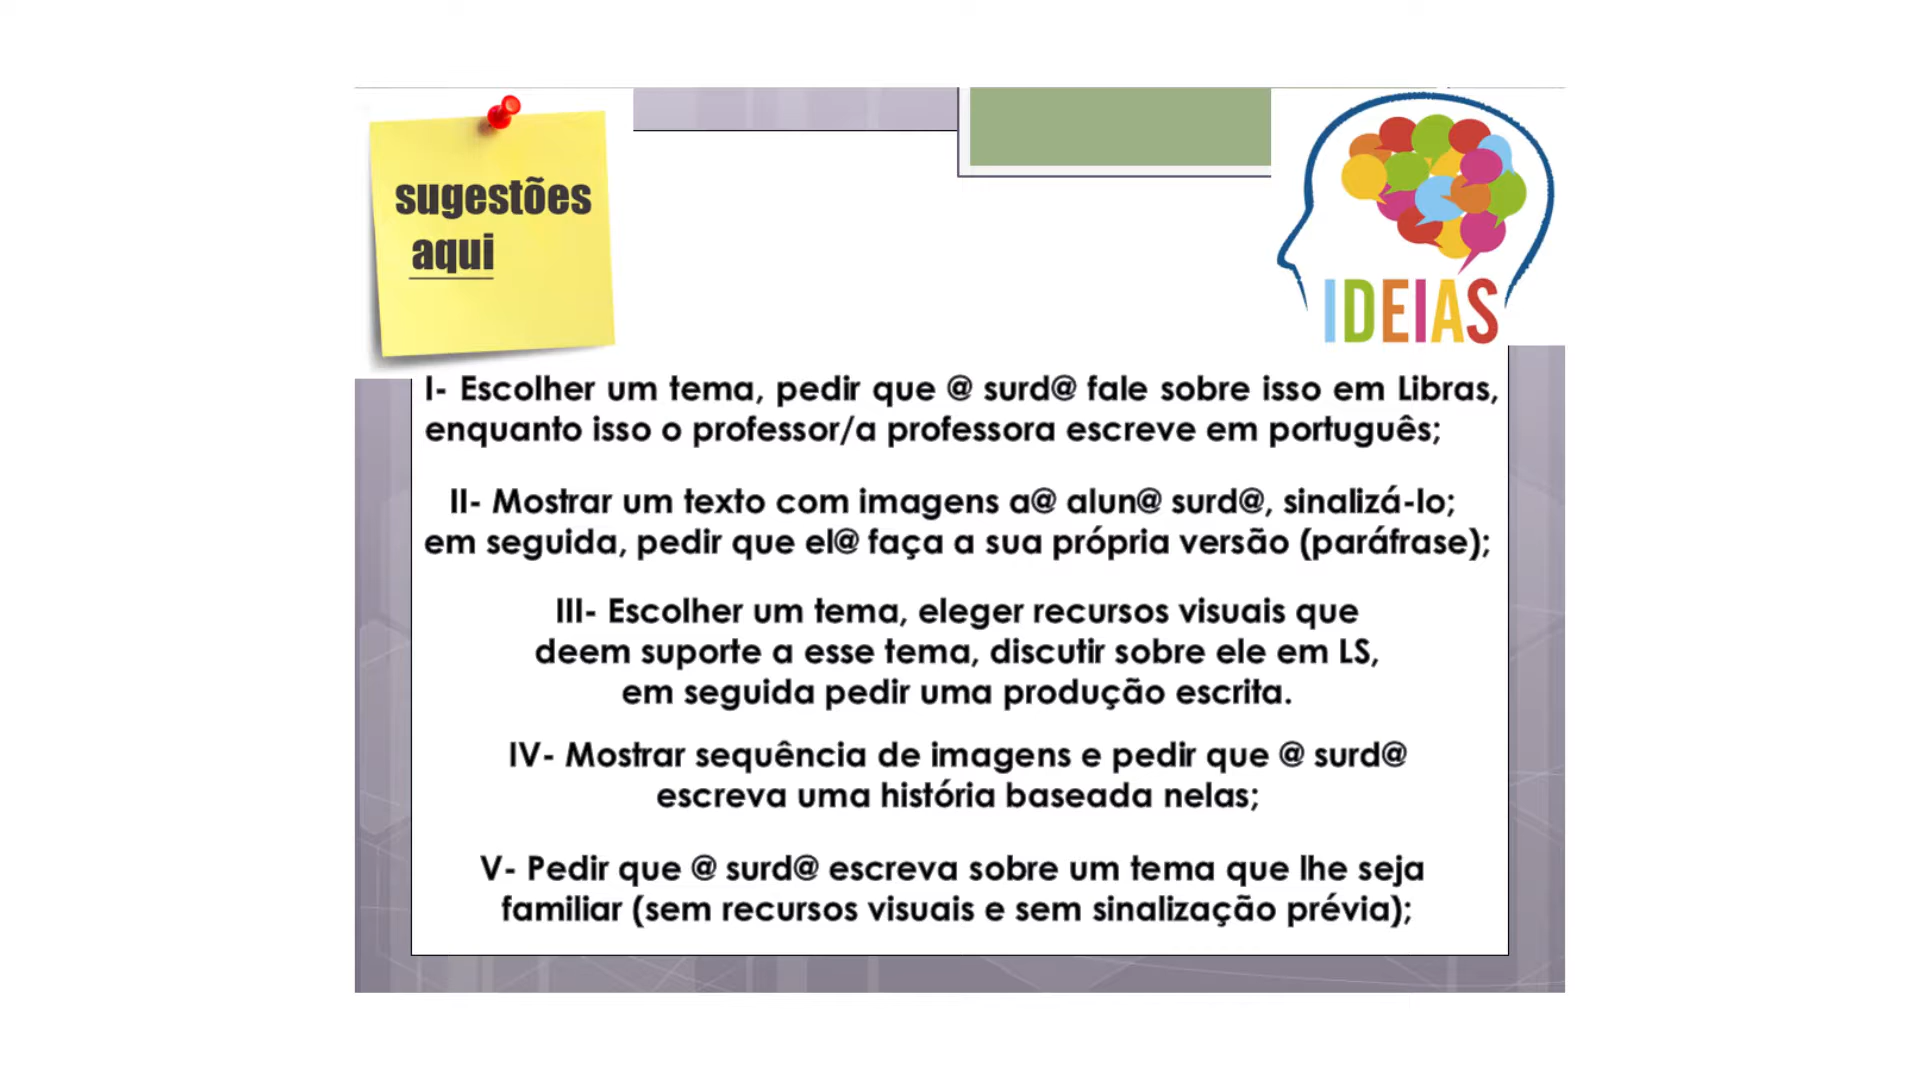 sugestões
aqui
IDEIAS
I- Escolher um tema, pedir que @ surd@ fale sobre isso em Libras,
enquanto isso o professor/a professora escreve em português;
II- Mostrar um texto com imagens a@ alun@ surd@, sinalizá-lo;
em seguida, pedir que el@ faça a sua própria versão (paráfrase);
III- Escolher um tema, eleger recursos visuais que
deem suporte a esse tema, discutir sobre ele em LS,
em seguida pedir uma produção escrita.
IV- Mostrar sequência de imagens e pedir que @ surd@
escreva uma história baseada nelas;
V- Pedir que @ surd@ escreva sobre um tema que lhe seja
familiar (sem recursos visuais e sem sinalização prévia);